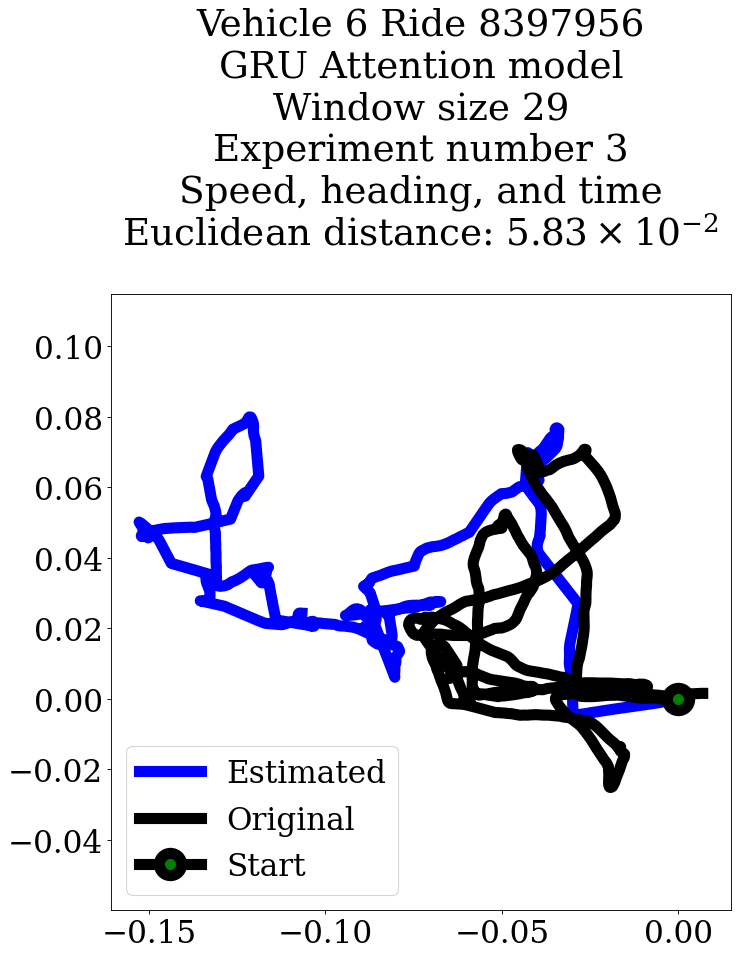 Vehicle 6 Ride 8397956
GRU Attention model
Window size 29
Experiment number 3
Speed, heading, and time
Euclidean distance: 5.83 × 10⁻²
0.10
0.08
0.06
0.04
0.02
0.00
−0.02
−0.04
Estimated
Original
Start
−0.15 −0.10 −0.05 0.00